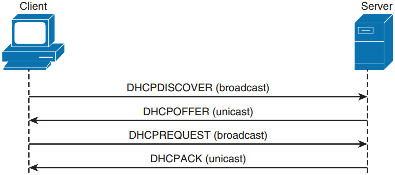 Client
Server
DHCPDISCOVER (broadcast)
DHCPOFFER (unicast)
DHCPREQUEST (broadcast)
DHCPACK (unicast)